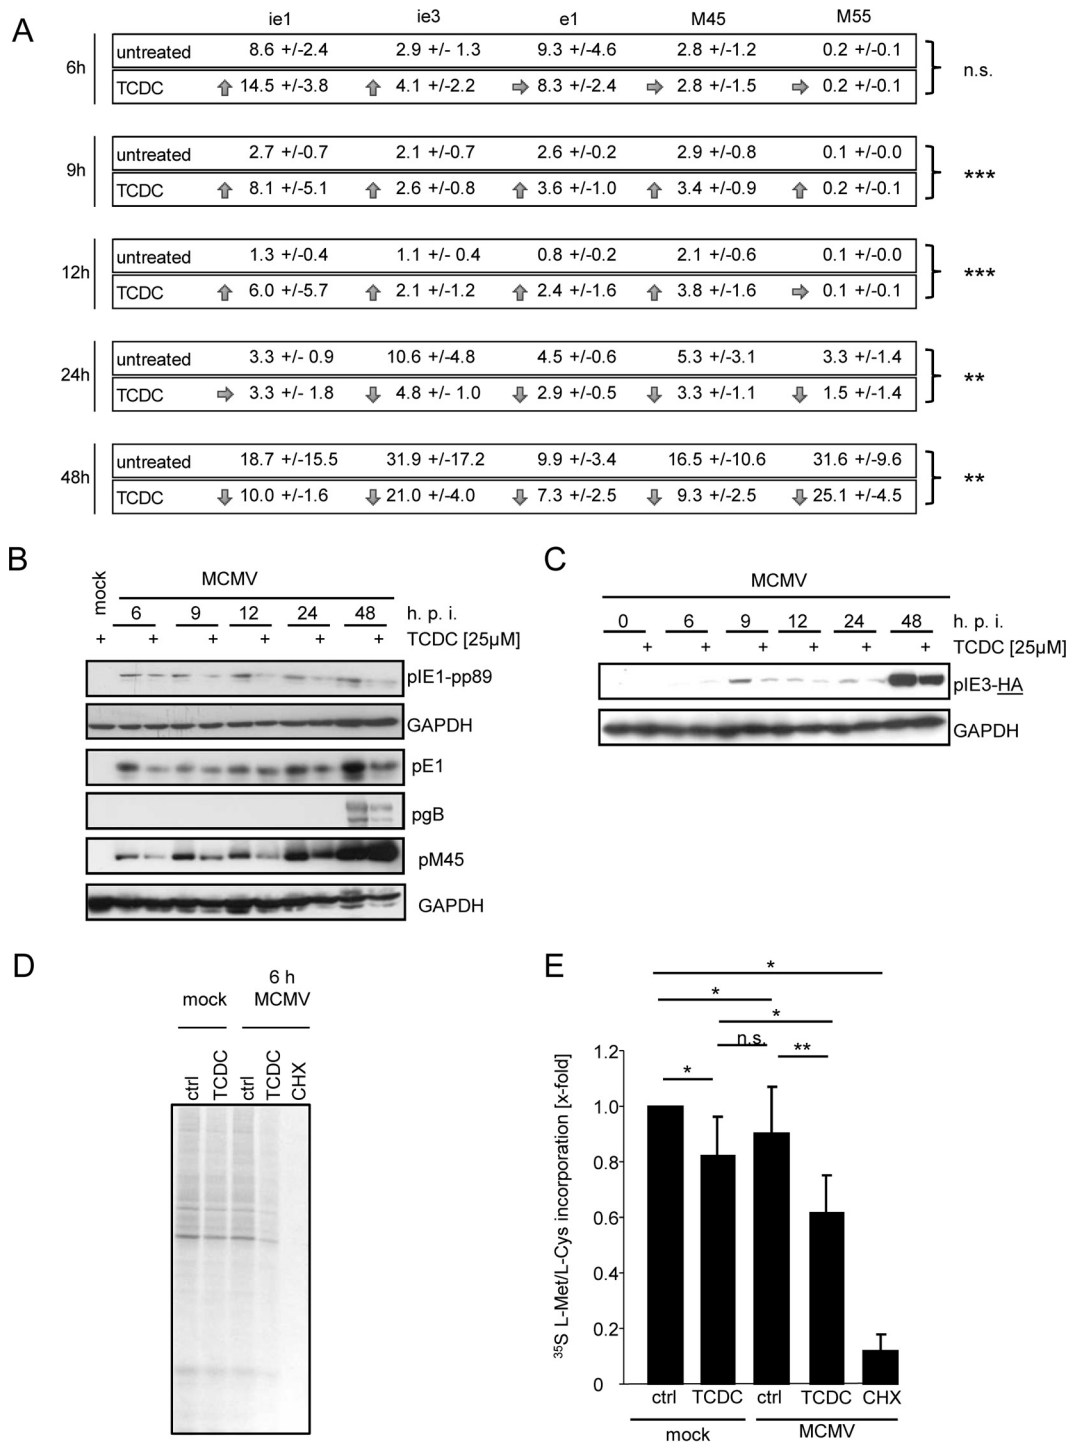 A
ie1 ie3 e1 M45 M55
6h
untreated 8.6 +/-2.4 2.9 +/- 1.3 9.3 +/-4.6 2.8 +/-1.2 0.2 +/-0.1
TCDC 14.5 +/-3.8 4.1 +/-2.2 8.3 +/-2.4 2.8 +/-1.5 0.2 +/-0.1
n.s.
9h
untreated 2.7 +/-0.7 2.1 +/-0.7 2.6 +/-0.2 2.9 +/-0.8 0.1 +/-0.0
TCDC 8.1 +/-5.1 2.6 +/-0.8 3.6 +/-1.0 3.4 +/-0.9 0.2 +/-0.1
***
12h
untreated 1.3 +/-0.4 1.1 +/- 0.4 0.8 +/-0.2 2.1 +/-0.6 0.1 +/-0.0
TCDC 6.0 +/-5.7 2.1 +/-1.2 2.4 +/-1.6 3.8 +/-1.6 0.1 +/-0.1
***
24h
untreated 3.3 +/- 0.9 10.6 +/-4.8 4.5 +/-0.6 5.3 +/-3.1 3.3 +/-1.4
TCDC 3.3 +/- 1.8 4.8 +/- 1.0 2.9 +/-0.5 3.3 +/-1.1 1.5 +/-1.4
**
48h
untreated 18.7 +/-15.5 31.9 +/-17.2 9.9 +/-3.4 16.5 +/-10.6 31.6 +/-9.6
TCDC 10.0 +/-1.6 21.0 +/-4.0 7.3 +/-2.5 9.3 +/-2.5 25.1 +/-4.5
**
B
mock
MCMV
6 9 12 24 48 h. p. i.
+ + + + + + TCDC [25µM]
pIE1-pp89
GAPDH
pE1
pgB
pM45
GAPDH
C
MCMV
0 6 9 12 24 48 h. p. i.
+ + + + + + TCDC [25µM]
pIE3-HA
GAPDH
D
mock
6 h
MCMV
ctrl TCDC ctrl TCDC CHX
E
*
*
*
n.s.
**
*
35S L-Met/L-Cys incorporation [x-fold]
1.2
1.0
0.8
0.6
0.4
0.2
0
ctrl TCDC ctrl TCDC CHX
mock MCMV